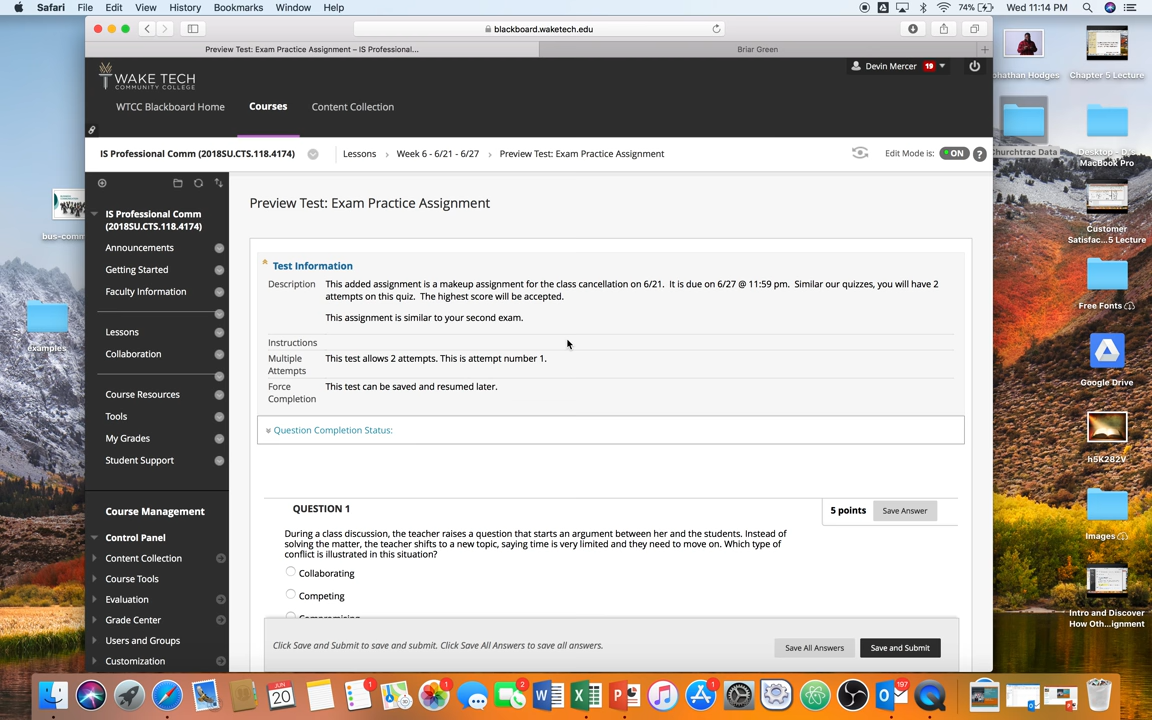 Safari File Edit View History Bookmarks Window Help
74% Wed 11:14 PM
blackboard.waketech.edu
Preview Test: Exam Practice Assignment – IS Professional...
Briar Green
WAKE TECH
COMMUNITY COLLEGE
Devin Mercer 19
WTCC Blackboard Home Courses Content Collection
IS Professional Comm (2018SU.CTS.118.4174)
Lessons Week 6 - 6/21 - 6/27 Preview Test: Exam Practice Assignment
Edit Mode is: ON ?
IS Professional Comm
(2018SU.CTS.118.4174)
Announcements
Getting Started
Faculty Information
Lessons
Collaboration
Course Resources
Tools
My Grades
Student Support
Course Management
Control Panel
Content Collection
Course Tools
Evaluation
Grade Center
Users and Groups
Customization
Preview Test: Exam Practice Assignment
Test Information
Description This added assignment is a makeup assignment for the class cancellation on 6/21. It is due on 6/27 @ 11:59 pm. Similar our quizzes, you will have 2
attempts on this quiz. The highest score will be accepted.
This assignment is similar to your second exam.
Instructions
Multiple
Attempts
This test allows 2 attempts. This is attempt number 1.
Force
Completion
This test can be saved and resumed later.
Question Completion Status:
QUESTION 1
5 points Save Answer
During a class discussion, the teacher raises a question that starts an argument between her and the students. Instead of
solving the matter, the teacher shifts to a new topic, saying time is very limited and they need to move on. Which type of
conflict is illustrated in this situation?
Collaborating
Competing
Compromising
Click Save and Submit to save and submit. Click Save All Answers to save all answers.
Save All Answers Save and Submit
bus-com
examples
Hodges
Chapter 5 Lecture
Churchtrac Data
Desktop - D
MacBook Pro
Customer
Satisfac...5 Lecture
Free Fonts
Google Drive
h5K282V
Images
Intro and Discover
How Oth...ignment
JUN
20
1
1
2
1
197